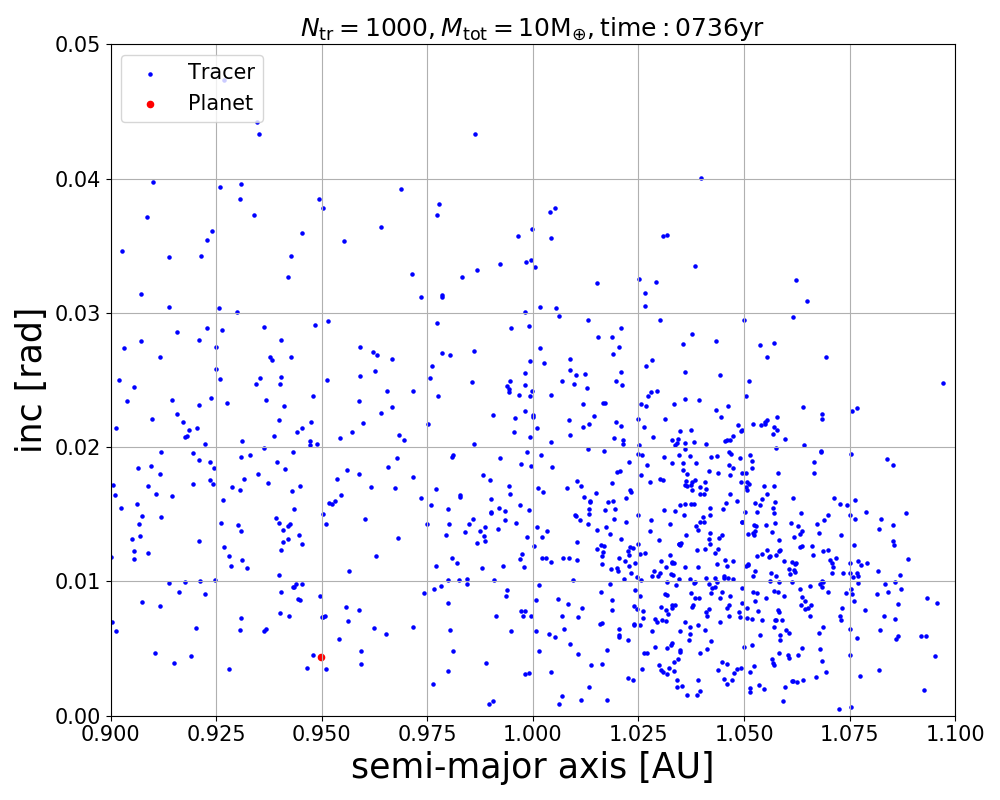 N_tr = 1000, M_tot = 10M_⊕, time : 0736yr
0.05
Tracer
Planet
0.04
0.03
inc [rad]
0.02
0.01
0.00
0.900 0.925 0.950 0.975 1.000 1.025 1.050 1.075 1.100
semi-major axis [AU]